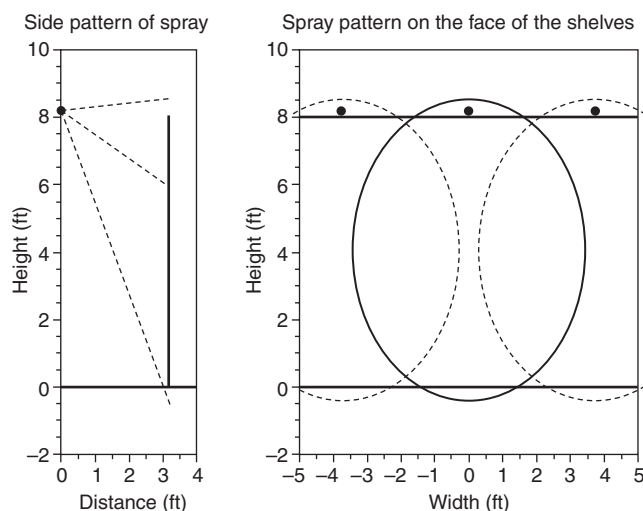 Side pattern of spray
Spray pattern on the face of the shelves
10
8
6
4
2
0
–2
Height (ft)
0 1 2 3 4
Distance (ft)
10
8
6
4
2
0
–2
Height (ft)
–5 –4 –3 –2 –1 0 1 2 3 4 5
Width (ft)